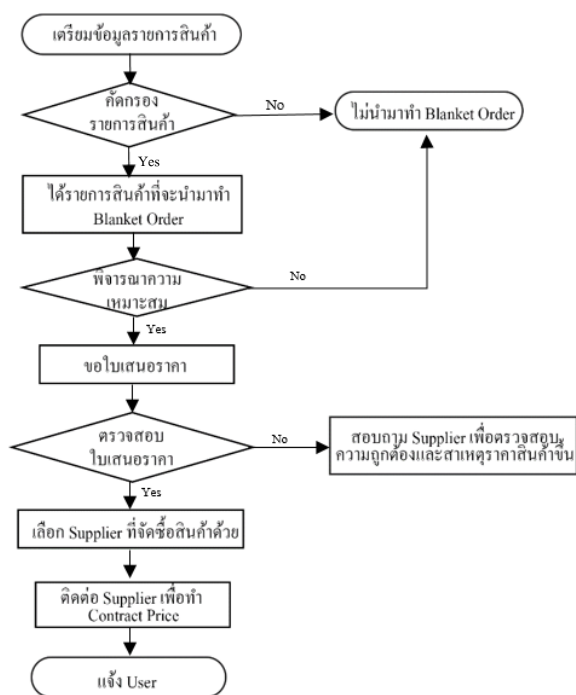 เตรียมข้อมูลรายการสินค้า
คัดกรอง
รายการสินค้า
No
ไม่นำมาทำ Blanket Order
Yes
ได้รายการสินค้าที่จะนำมาทำ
Blanket Order
พิจารณาความ
เหมาะสม
No
Yes
ขอใบเสนอราคา
ตรวจสอบ
ใบเสนอราคา
No
สอบถาม Supplier เพื่อตรวจสอบ
ความถูกต้องและสาเหตุราคาสินค้าขึ้น
Yes
เลือก Supplier ที่จัดซื้อสินค้าด้วย
ติดต่อ Supplier เพื่อทำ
Contract Price
แจ้ง User